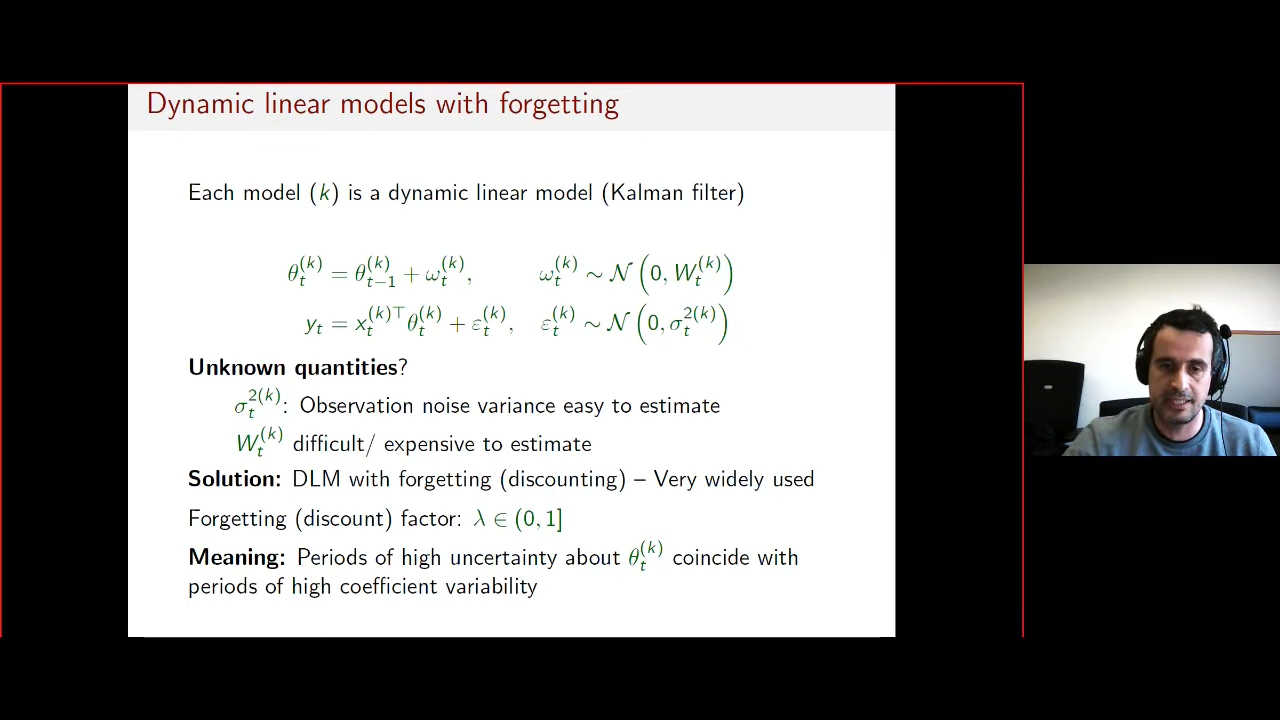 Dynamic linear models with forgetting
Each model (k) is a dynamic linear model (Kalman filter)
θ_t^{(k)} = θ_{t−1}^{(k)} + ω_t^{(k)}, ω_t^{(k)} ∼ 𝒩(0, W_t^{(k)})
y_t = x_t^{(k)⊤} θ_t^{(k)} + ε_t^{(k)}, ε_t^{(k)} ∼ 𝒩(0, σ_t^{2(k)})
Unknown quantities?
σ_t^{2(k)}: Observation noise variance easy to estimate
W_t^{(k)} difficult/ expensive to estimate
Solution: DLM with forgetting (discounting) – Very widely used
Forgetting (discount) factor: λ ∈ (0, 1]
Meaning: Periods of high uncertainty about θ_t^{(k)} coincide with
periods of high coefficient variability